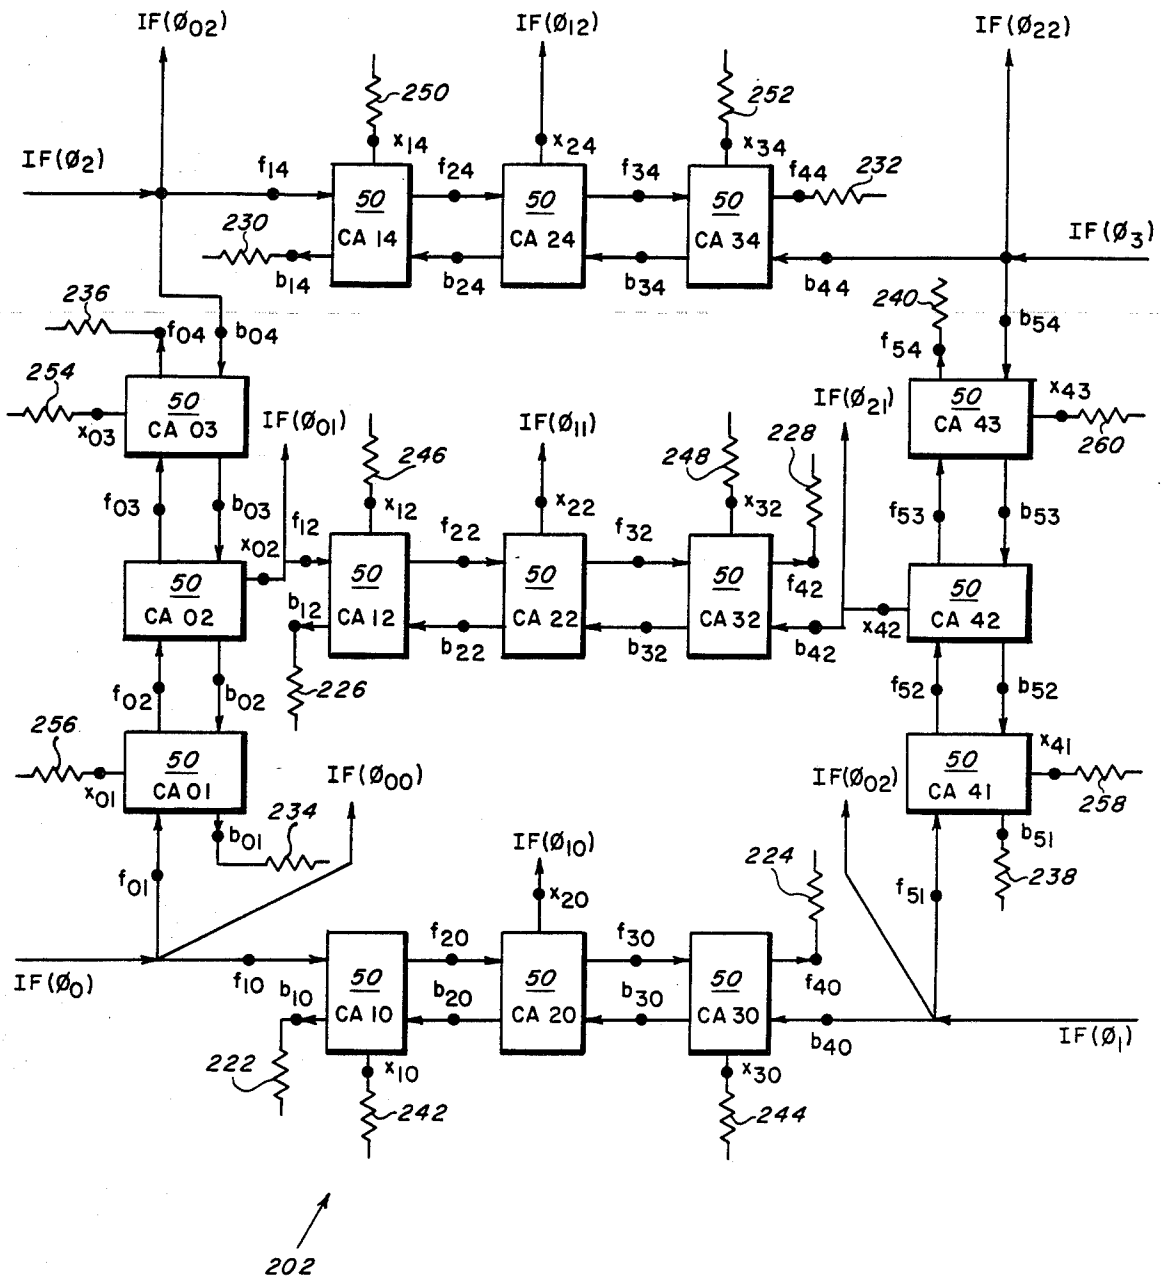 IF(Ø02) IF(Ø12) IF(Ø22)
250 252
IF(Ø2) x14 x24 x34
f14 f24 f34 f44 232
50 50 50
CA 14 CA 24 CA 34
230 IF(Ø3)
b14 b24 b34 b44
236 240
f04 b04 f54 b54
254 50 50 x43
x03 CA 03 CA 43 260
IF(Ø01) IF(Ø11) IF(Ø21)
246 248 228
f03 b03 x12 x22 x32 f53 b53
x02 f12 f22 f32
50 50 50 50 50
CA 02 CA 12 CA 22 CA 32 f42 CA 42
b12 b22 b32 b42 x42
f02 b02 226 f52 b52
256 50 50 x41
x01 CA 01 CA 41 258
IF(Ø00) IF(Ø02)
b01 234 b51
f01 IF(Ø10) 224 f51 238
x20
f20 f30
IF(Ø0) f10 50 50 50 f40
b10 CA 10 b20 CA 20 b30 CA 30 b40 IF(Ø1)
222 x10 x30
242 244
202